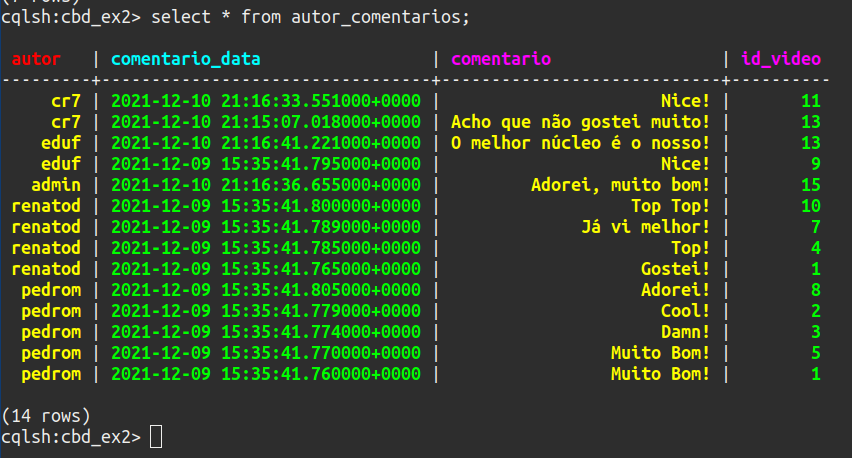 cqlsh:cbd_ex2> select * from autor_comentarios;
 autor   | comentario_data                 | comentario                 | id_video
---------+---------------------------------+----------------------------+----------
     cr7 | 2021-12-10 21:16:33.551000+0000 |                      Nice! |       11
     cr7 | 2021-12-10 21:15:07.018000+0000 | Acho que não gostei muito! |       13
    eduf | 2021-12-10 21:16:41.221000+0000 | O melhor núcleo é o nosso! |       13
    eduf | 2021-12-09 15:35:41.795000+0000 |                      Nice! |        9
   admin | 2021-12-10 21:16:36.655000+0000 |         Adorei, muito bom! |       15
 renatod | 2021-12-09 15:35:41.800000+0000 |                   Top Top! |       10
 renatod | 2021-12-09 15:35:41.789000+0000 |              Já vi melhor! |        7
 renatod | 2021-12-09 15:35:41.785000+0000 |                       Top! |        4
 renatod | 2021-12-09 15:35:41.765000+0000 |                    Gostei! |        1
  pedrom | 2021-12-09 15:35:41.805000+0000 |                    Adorei! |        8
  pedrom | 2021-12-09 15:35:41.779000+0000 |                      Cool! |        2
  pedrom | 2021-12-09 15:35:41.774000+0000 |                      Damn! |        3
  pedrom | 2021-12-09 15:35:41.770000+0000 |                 Muito Bom! |        5
  pedrom | 2021-12-09 15:35:41.760000+0000 |                 Muito Bom! |        1
(14 rows)
cqlsh:cbd_ex2>